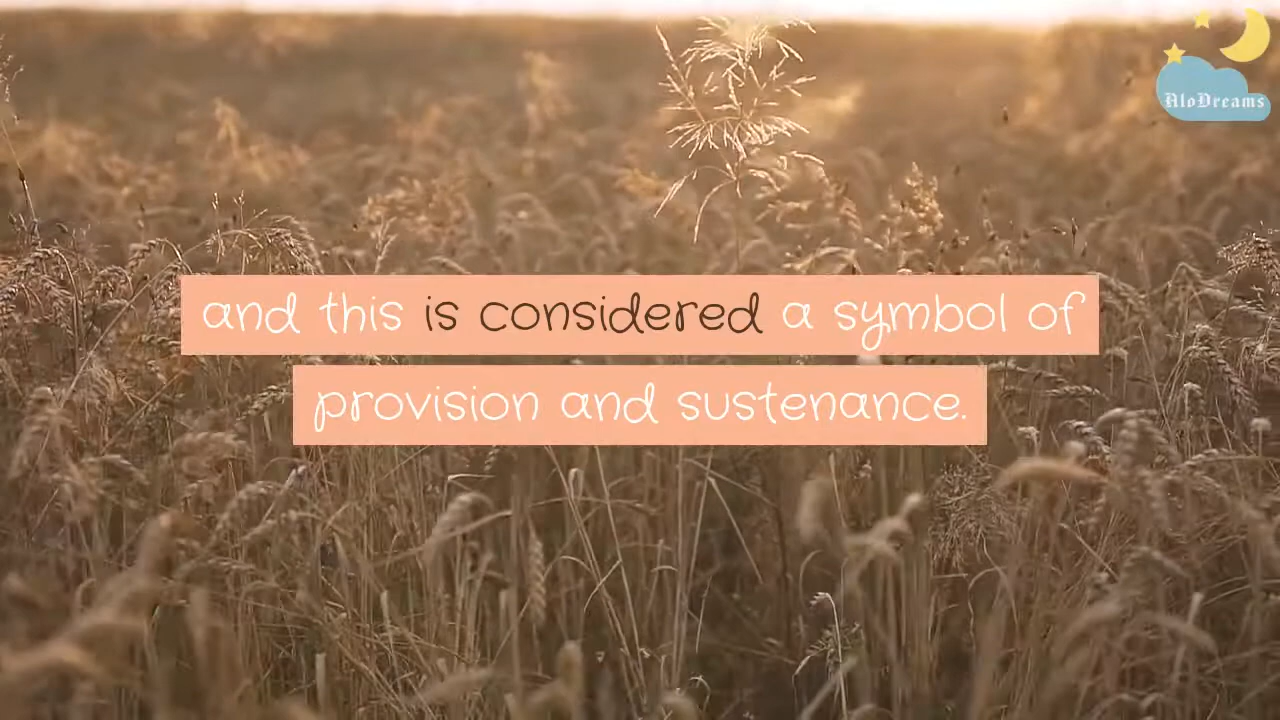 AloDreams
and this is considered a symbol of
provision and sustenance.